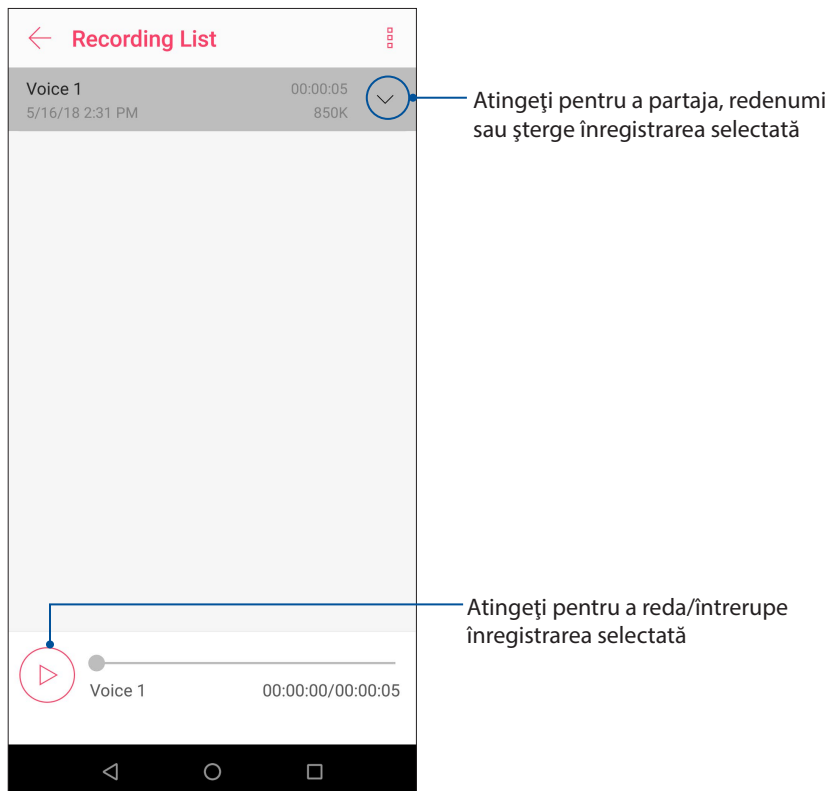 Recording List
Voice 1 00:00:05
5/16/18 2:31 PM 850K
Atingeţi pentru a partaja, redenumi
sau şterge înregistrarea selectată
Atingeţi pentru a reda/întrerupe
înregistrarea selectată
Voice 1 00:00:00/00:00:05